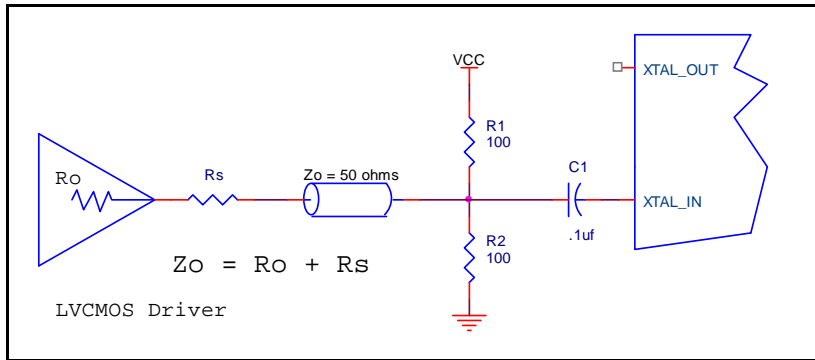 VCC
XTAL_OUT
R1
100
Ro
Rs
Zo = 50 ohms
C1
XTAL_IN
.1uf
R2
100
Zo = Ro + Rs
LVCMOS Driver